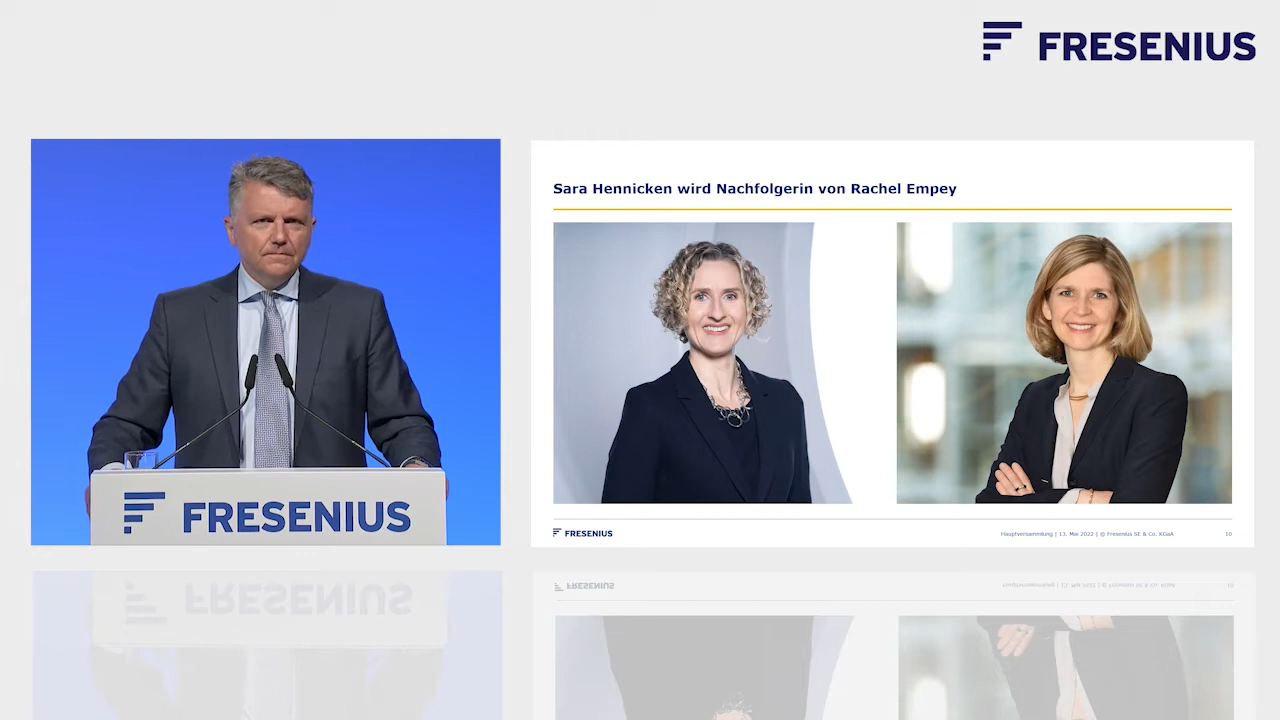 FRESENIUS
Sara Hennicken wird Nachfolgerin von Rachel Empey
FRESENIUS
FRESENIUS
Hauptversammlung | 13. Mai 2022 | © Fresenius SE & Co. KGaA
10